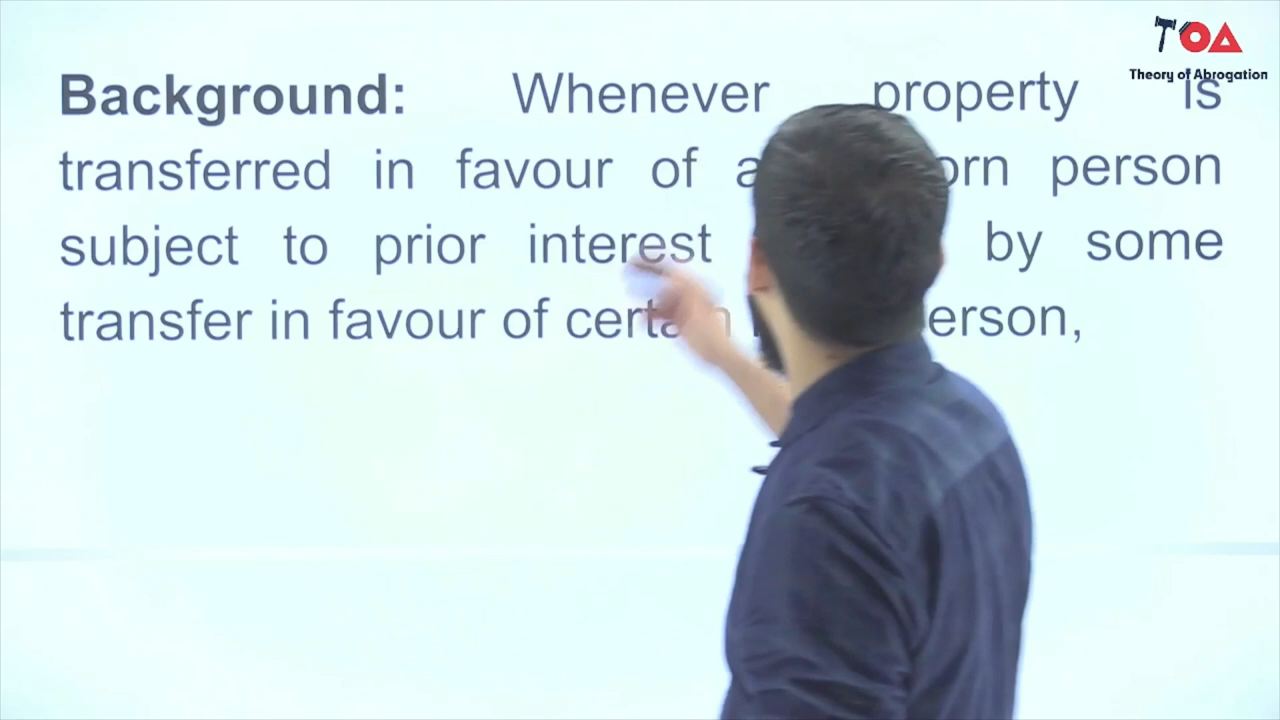 TOA
Theory of Abrogation
Background: Whenever property is
transferred in favour of person
subject to prior interest by some
transfer in favour of